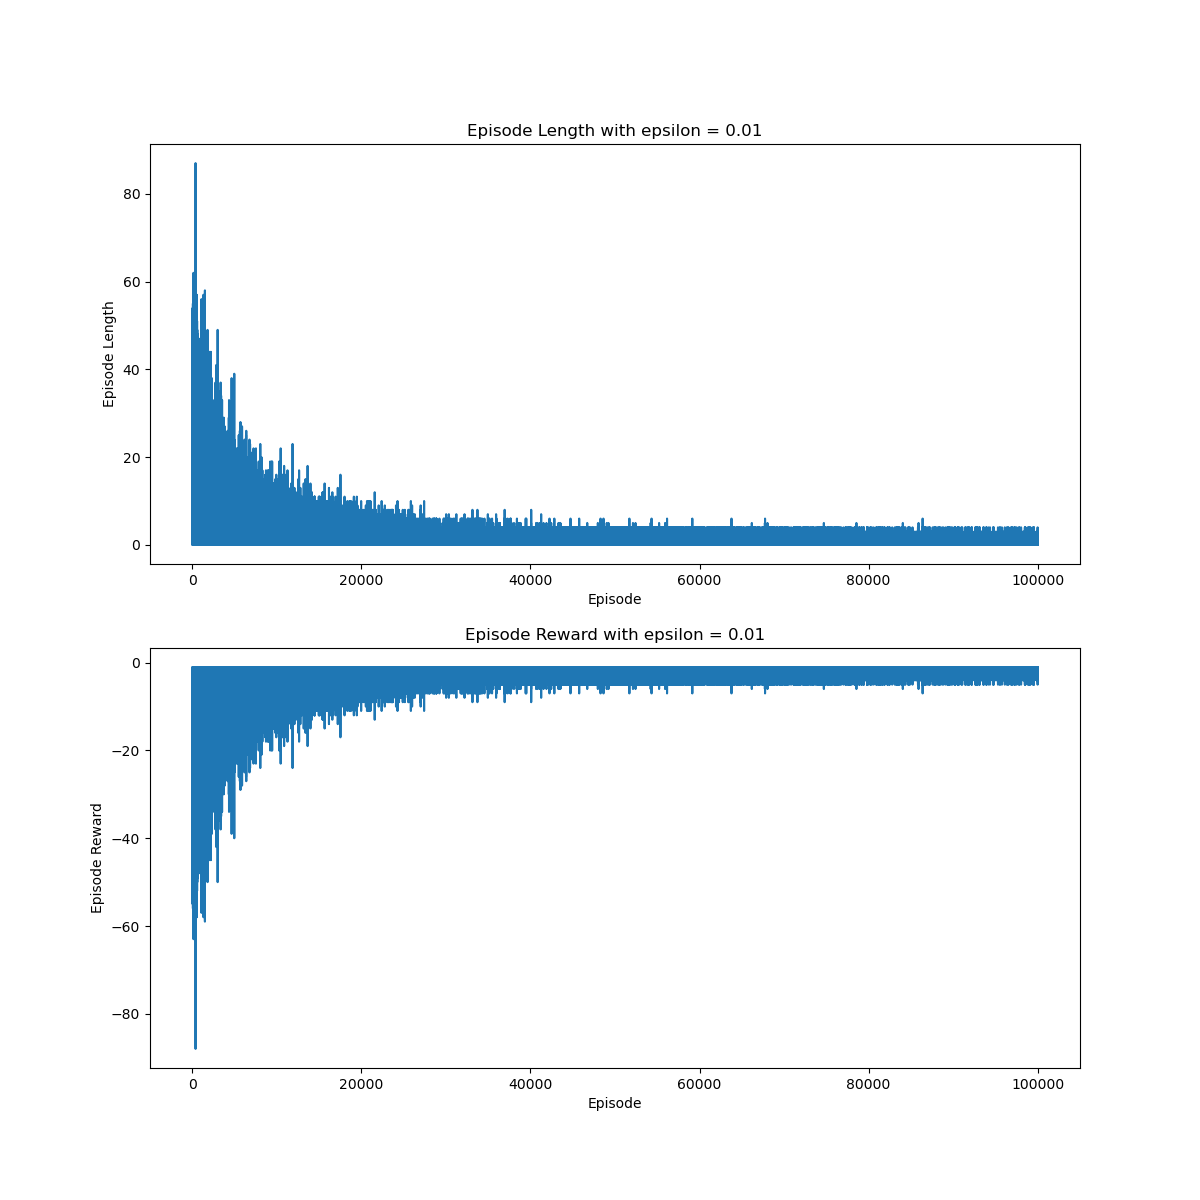 Episode Length with epsilon = 0.01
80
60
40
20
0
Episode Length
0 20000 40000 60000 80000 100000
Episode
Episode Reward with epsilon = 0.01
0
−20
−40
−60
−80
Episode Reward
0 20000 40000 60000 80000 100000
Episode